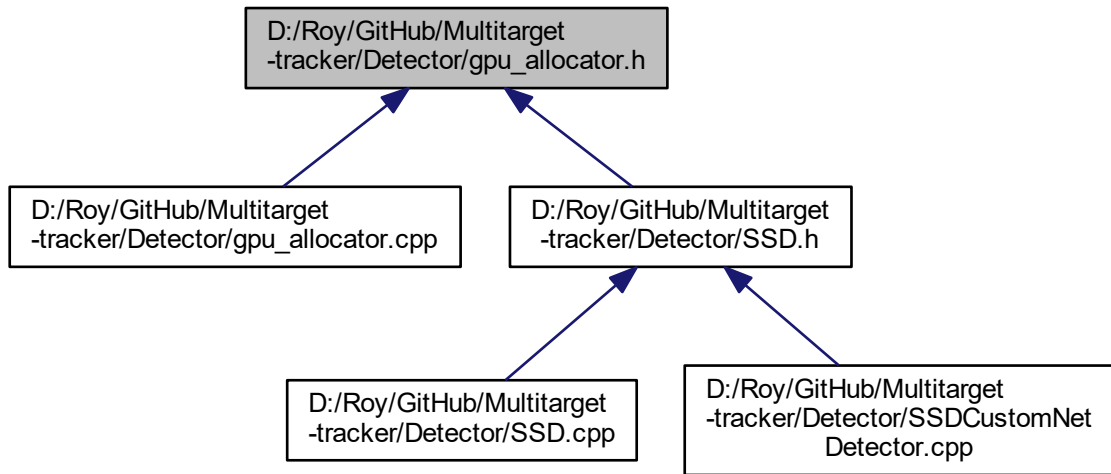 D:/Roy/GitHub/Multitarget
-tracker/Detector/gpu_allocator.h
D:/Roy/GitHub/Multitarget
-tracker/Detector/gpu_allocator.cpp
D:/Roy/GitHub/Multitarget
-tracker/Detector/SSD.h
D:/Roy/GitHub/Multitarget
-tracker/Detector/SSD.cpp
D:/Roy/GitHub/Multitarget
-tracker/Detector/SSDCustomNet
Detector.cpp